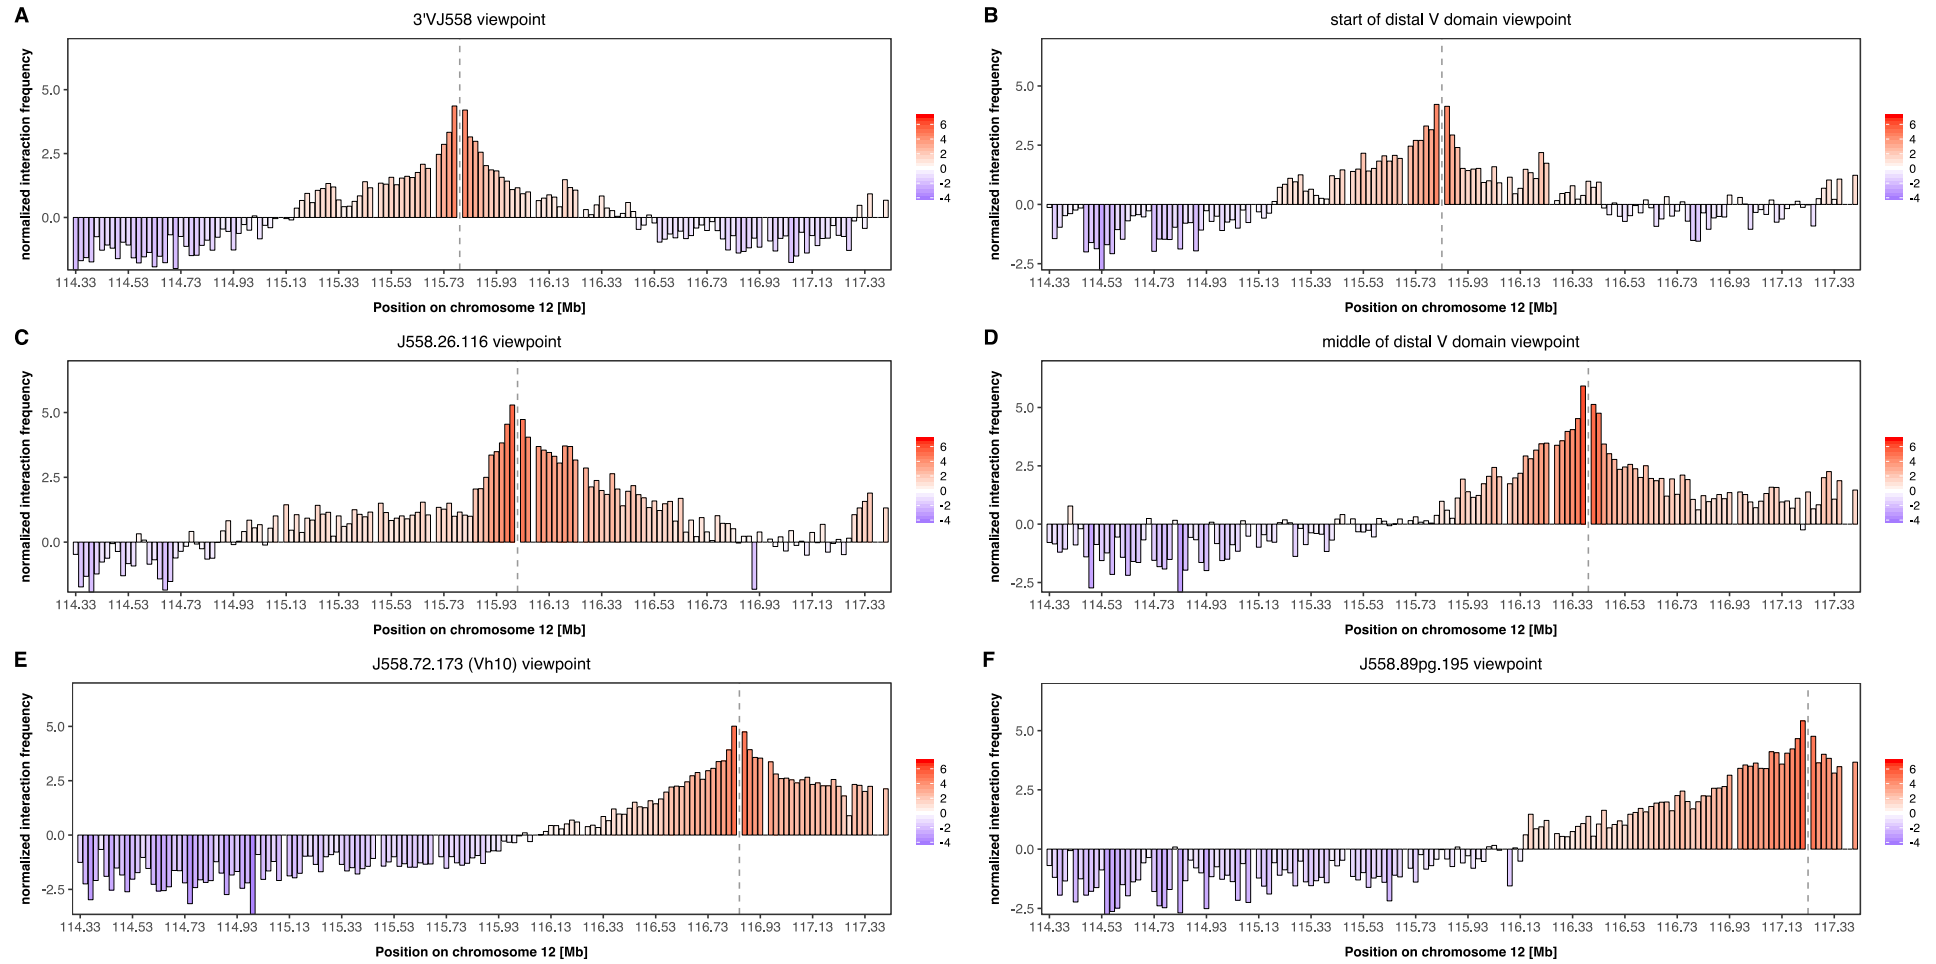 A
3'VJ558 viewpoint
normalized interaction frequency
5.0
2.5
0.0
114.33 114.53 114.73 114.93 115.13 115.33 115.53 115.73 115.93 116.13 116.33 116.53 116.73 116.93 117.13 117.33
Position on chromosome 12 [Mb]
6
4
2
0
-2
-4
B
start of distal V domain viewpoint
normalized interaction frequency
5.0
2.5
0.0
-2.5
114.33 114.53 114.73 114.93 115.13 115.33 115.53 115.73 115.93 116.13 116.33 116.53 116.73 116.93 117.13 117.33
Position on chromosome 12 [Mb]
6
4
2
0
-2
-4
C
J558.26.116 viewpoint
normalized interaction frequency
5.0
2.5
0.0
114.33 114.53 114.73 114.93 115.13 115.33 115.53 115.73 115.93 116.13 116.33 116.53 116.73 116.93 117.13 117.33
Position on chromosome 12 [Mb]
6
4
2
0
-2
-4
D
middle of distal V domain viewpoint
normalized interaction frequency
5.0
2.5
0.0
-2.5
114.33 114.53 114.73 114.93 115.13 115.33 115.53 115.73 115.93 116.13 116.33 116.53 116.73 116.93 117.13 117.33
Position on chromosome 12 [Mb]
6
4
2
0
-2
-4
E
J558.72.173 (Vh10) viewpoint
normalized interaction frequency
5.0
2.5
0.0
-2.5
114.33 114.53 114.73 114.93 115.13 115.33 115.53 115.73 115.93 116.13 116.33 116.53 116.73 116.93 117.13 117.33
Position on chromosome 12 [Mb]
6
4
2
0
-2
-4
F
J558.89pg.195 viewpoint
normalized interaction frequency
5.0
2.5
0.0
-2.5
114.33 114.53 114.73 114.93 115.13 115.33 115.53 115.73 115.93 116.13 116.33 116.53 116.73 116.93 117.13 117.33
Position on chromosome 12 [Mb]
6
4
2
0
-2
-4